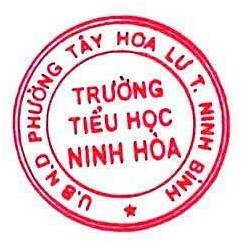 U.B.N.D PHƯỜNG TÂY HOA LƯ T. NINH BÌNH
TRƯỜNG
TIỂU HỌC
NINH HÒA